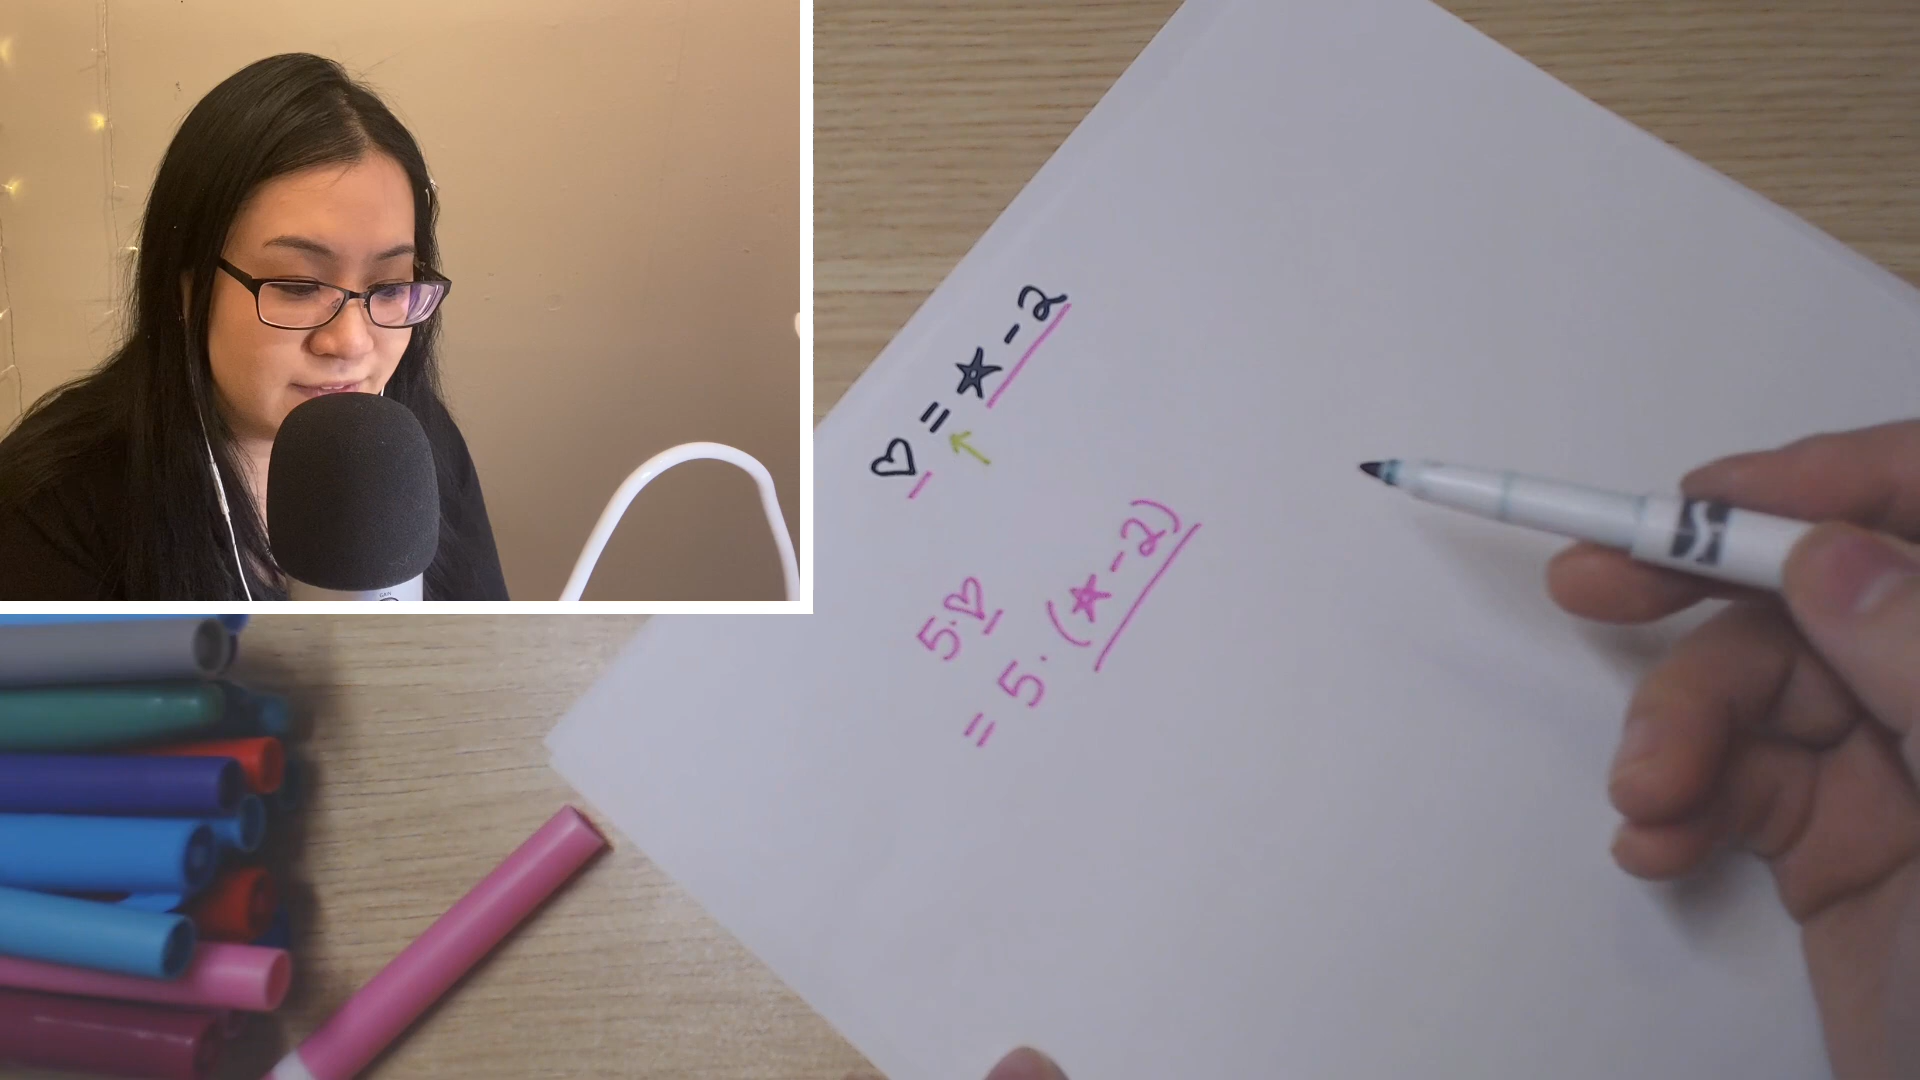 ♡ = ☆ - 2
5·♡
= 5·(☆ - 2)